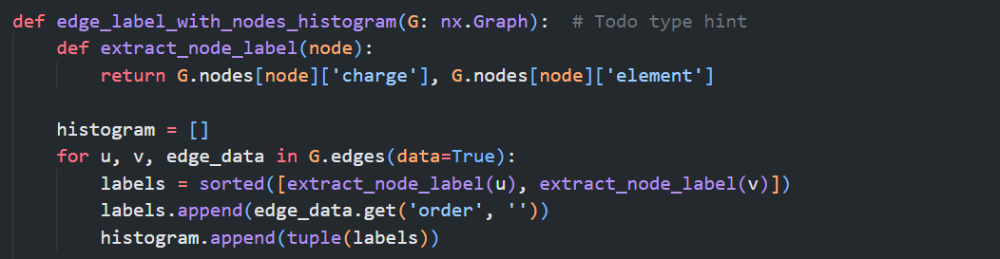 def edge_label_with_nodes_histogram(G: nx.Graph):  # Todo type hint
    def extract_node_label(node):
        return G.nodes[node]['charge'], G.nodes[node]['element']

    histogram = []
    for u, v, edge_data in G.edges(data=True):
        labels = sorted([extract_node_label(u), extract_node_label(v)])
        labels.append(edge_data.get('order', ''))
        histogram.append(tuple(labels))